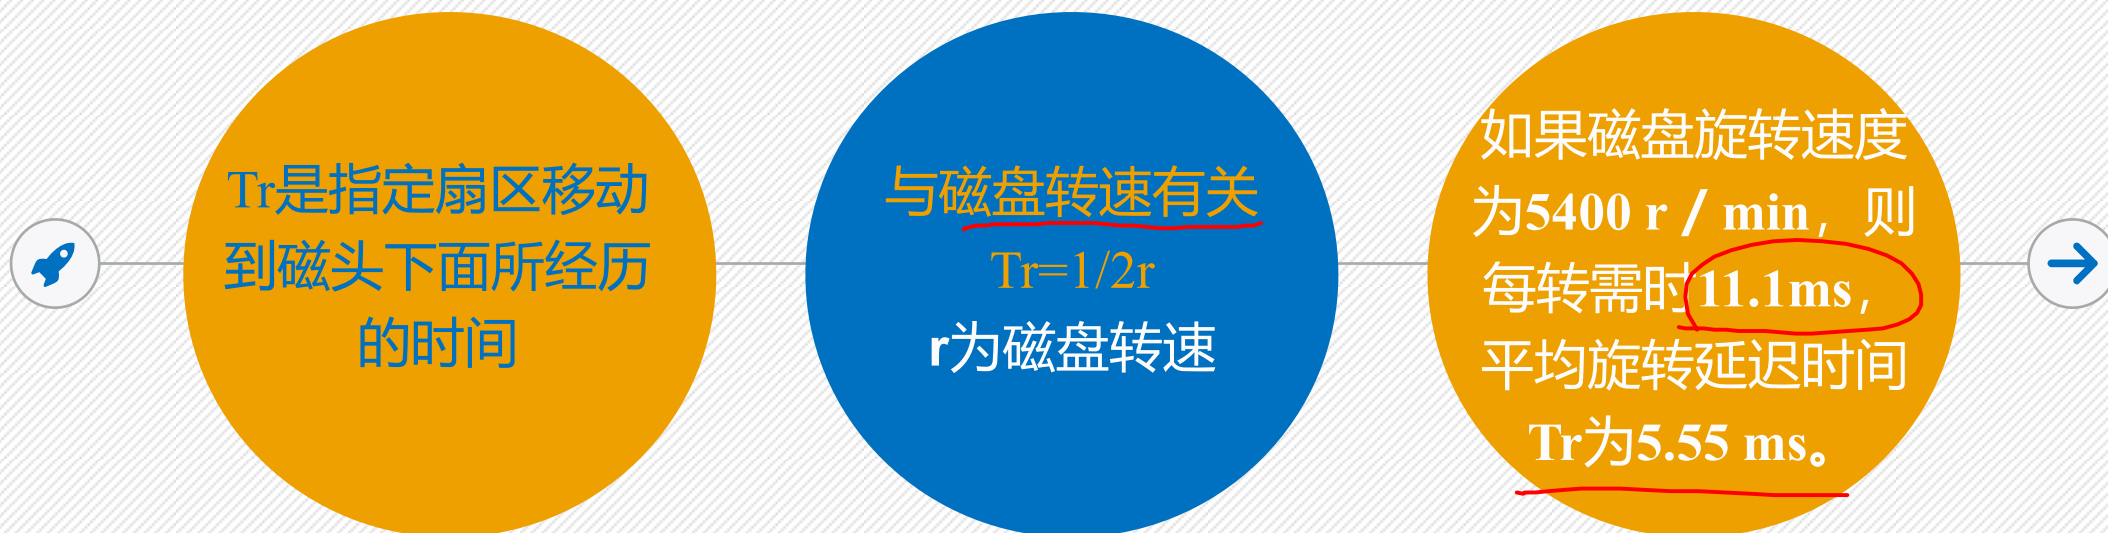 Tr是指定扇区移动
到磁头下面所经历
的时间
与磁盘转速有关
Tr=1/2r
r为磁盘转速
如果磁盘旋转速度
为5400 r / min，则
每转需时11.1ms，
平均旋转延迟时间
Tr为5.55 ms。